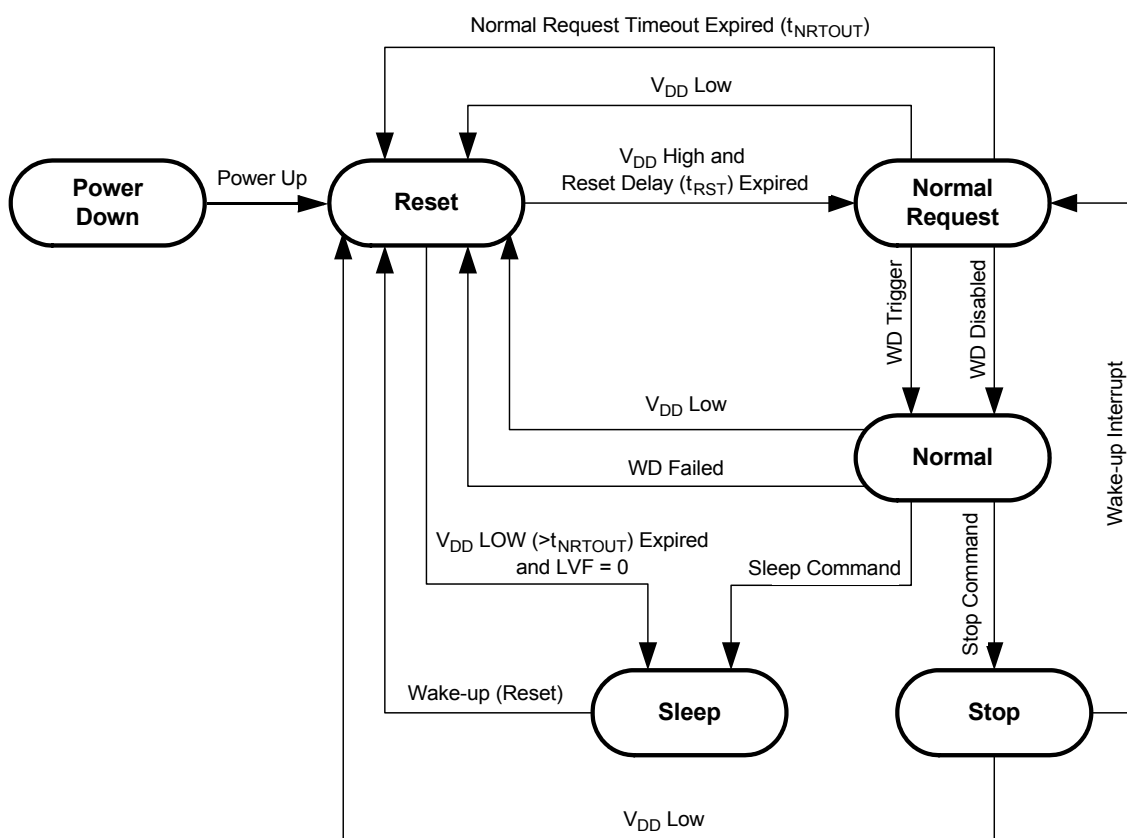 Normal Request Timeout Expired (tNRTOUT)
VDD Low
Power
Down
Power Up
Reset
VDD High and
Reset Delay (tRST) Expired
Normal
Request
WD Trigger
WD Disabled
Wake-up Interrupt
VDD Low
Normal
WD Failed
VDD LOW (>tNRTOUT) Expired
and LVF = 0
Sleep Command
Stop Command
Wake-up (Reset)
Sleep
Stop
VDD Low